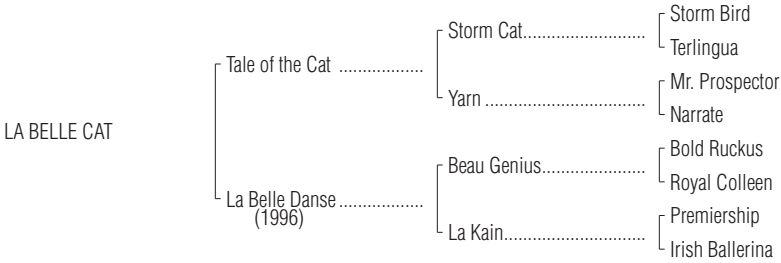 Storm Bird
Storm Cat..........................
Terlingua
Tale of the Cat ..................
Mr. Prospector
Yarn ..................................
Narrate
LA BELLE CAT
Bold Ruckus
Beau Genius......................
Royal Colleen
La Belle Danse ..................
(1996)
Premiership
La Kain..............................
Irish Ballerina